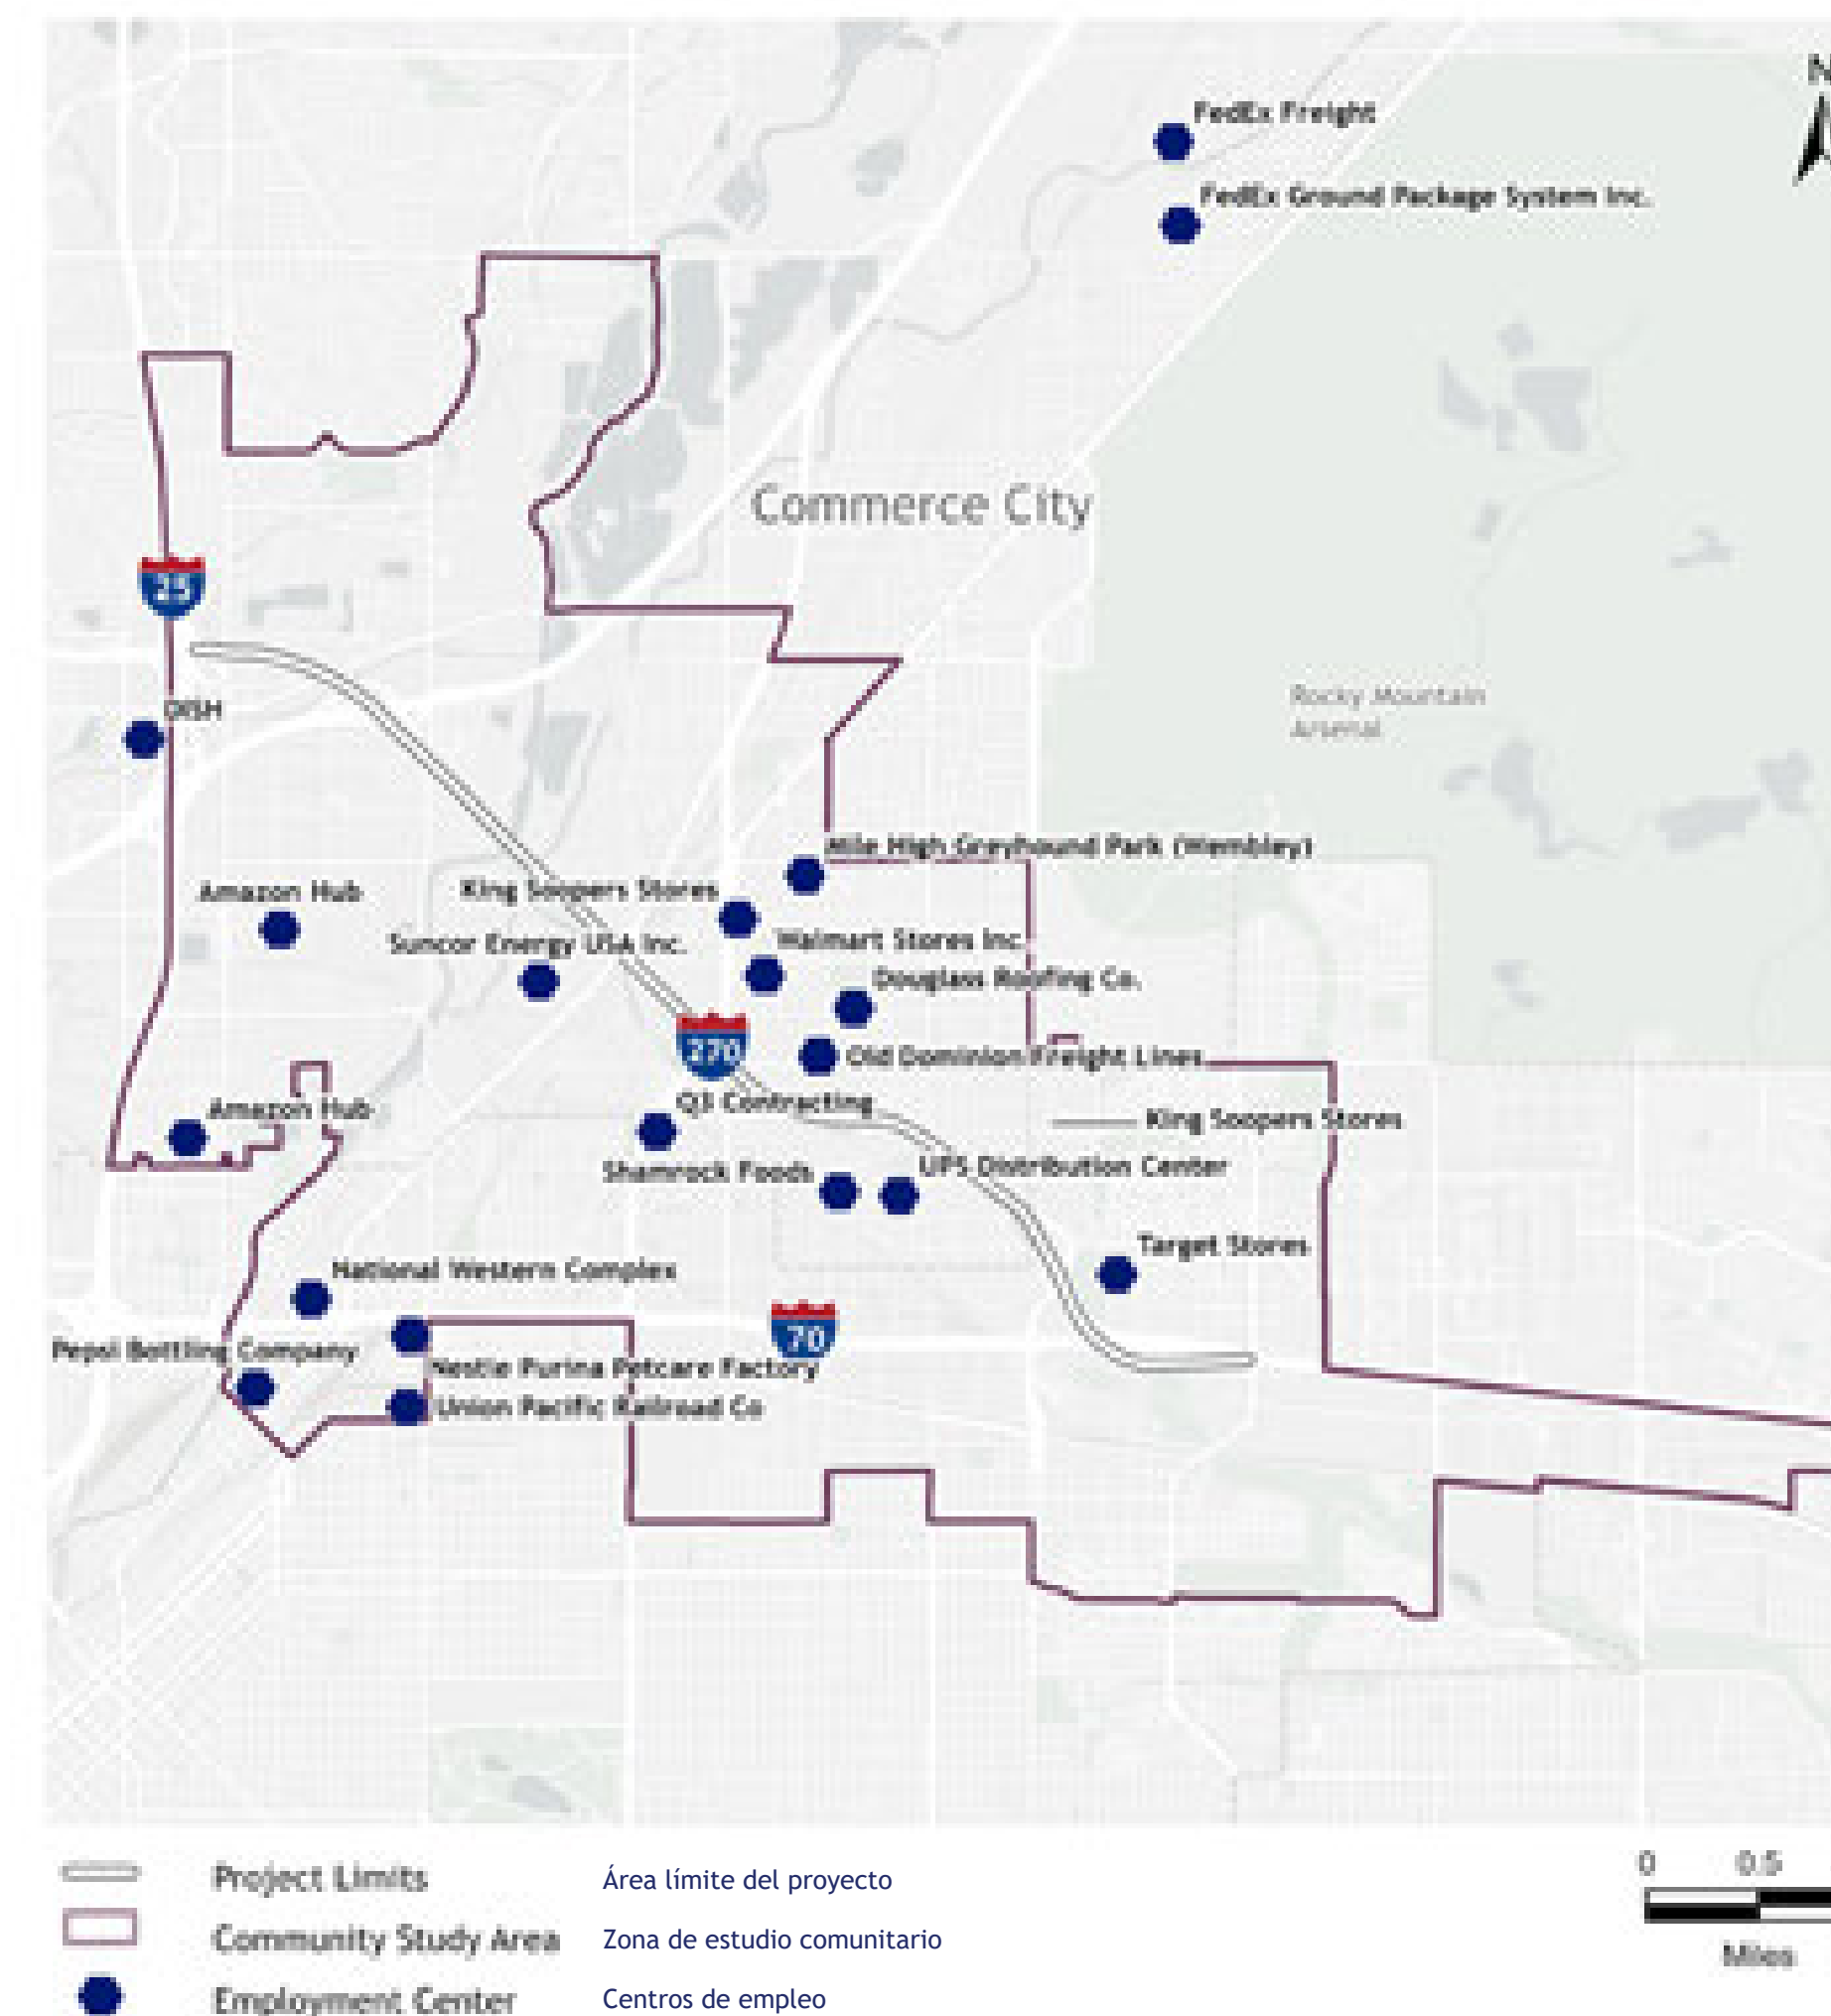 N
FedEx Freight
FedEx Ground Package System Inc.
Commerce City
25
Rocky Mountain
Arsenal
DISH
Mile High Greyhound Park (Wembley)
King Soopers Stores
Amazon Hub
Walmart Stores Inc.
Suncor Energy USA Inc.
Douglass Roofing Co.
270
Old Dominion Freight Lines
Q3 Contracting
Amazon Hub
King Soopers Stores
Shamrock Foods
UPS Distribution Center
Target Stores
National Western Complex
70
Pepsi Bottling Company
Nestle Purina Petcare Factory
Union Pacific Railroad Co
Project Limits Área límite del proyecto
Community Study Area Zona de estudio comunitario
Employment Center Centros de empleo
0 0.5
Miles